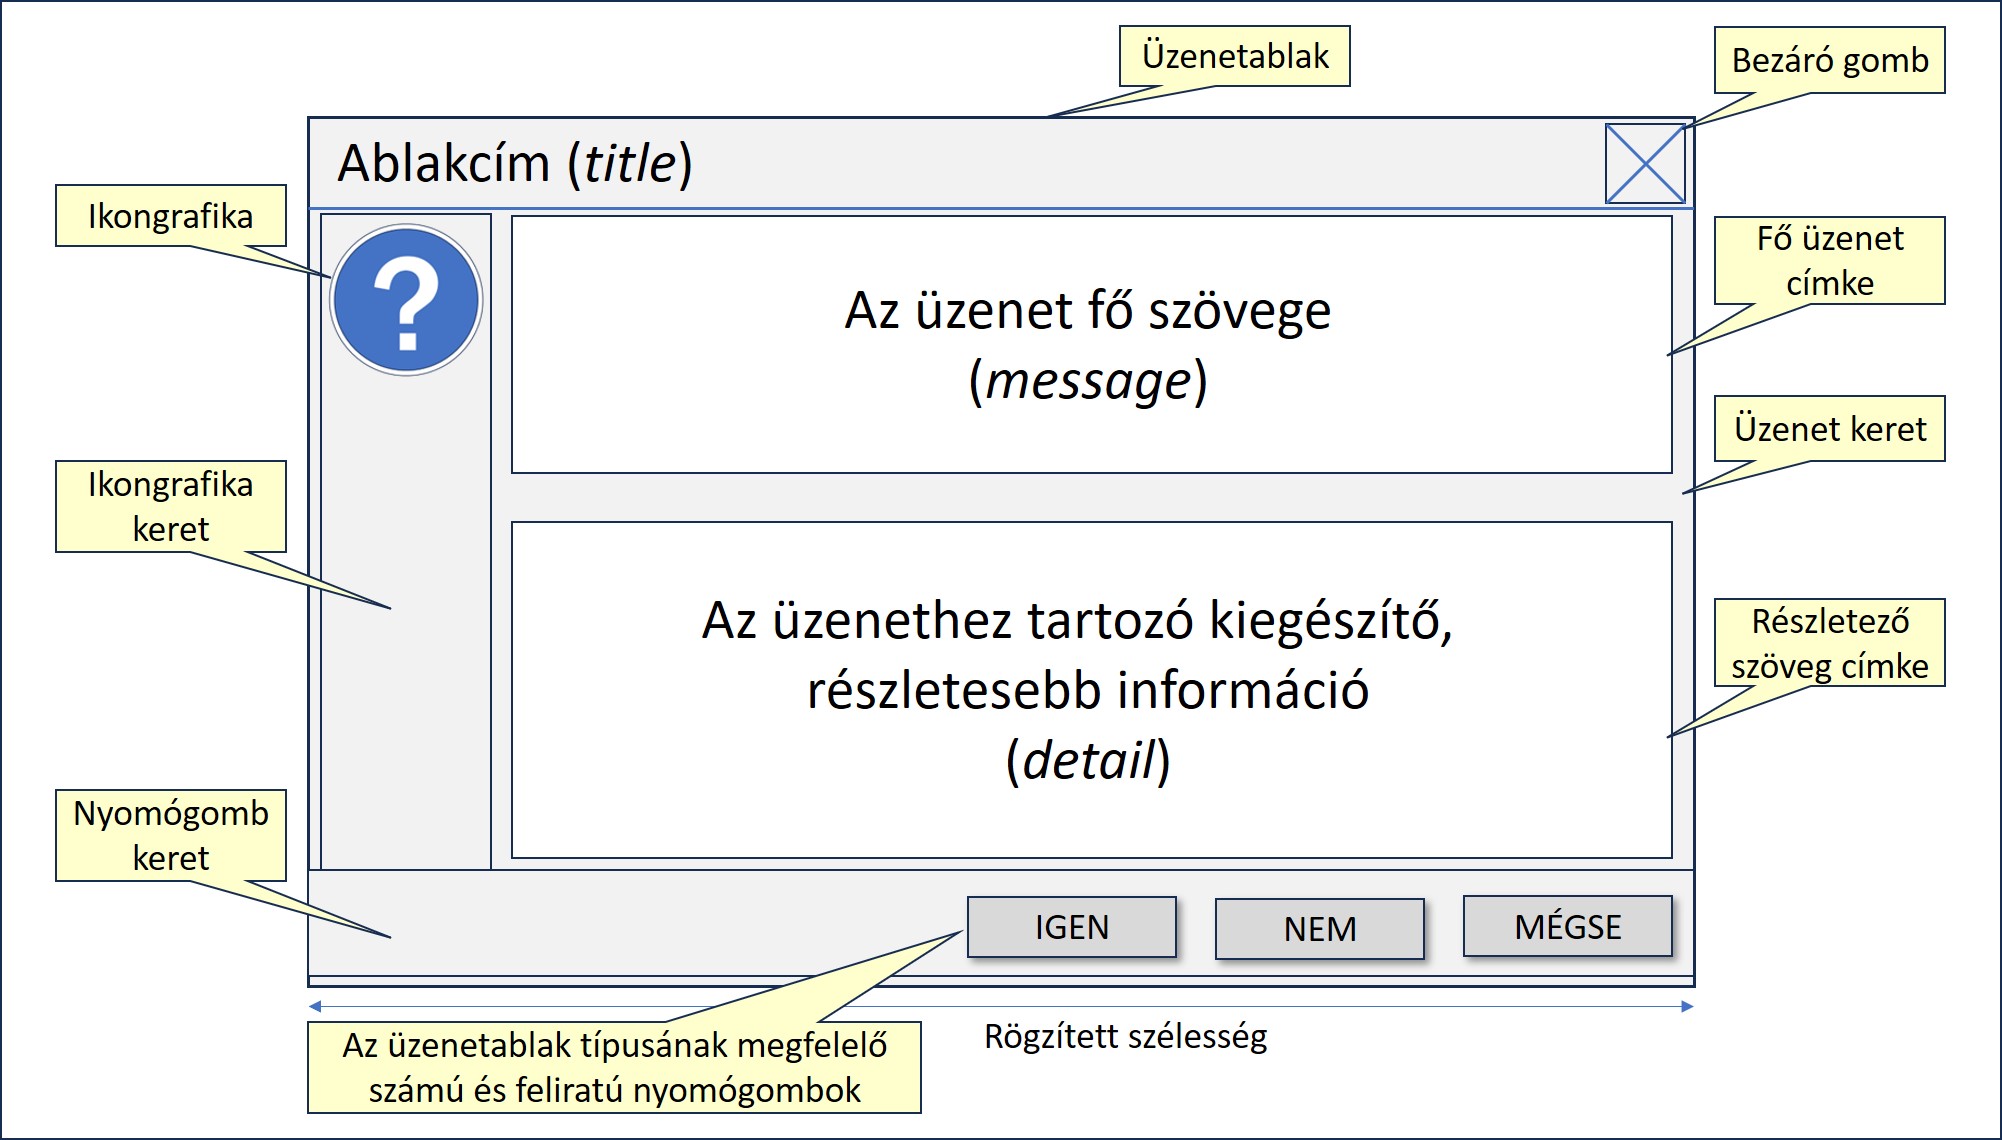 Üzenetablak
Bezáró gomb
Ablakcím (title)
Ikongrafika
?
Fő üzenet
címke
Az üzenet fő szövege
(message)
Üzenet keret
Ikongrafika
keret
Az üzenethez tartozó kiegészítő,
részletesebb információ
(detail)
Részletező
szöveg címke
Nyomógomb
keret
IGEN
NEM
MÉGSE
Rögzített szélesség
Az üzenetablak típusának megfelelő
számú és feliratú nyomógombok